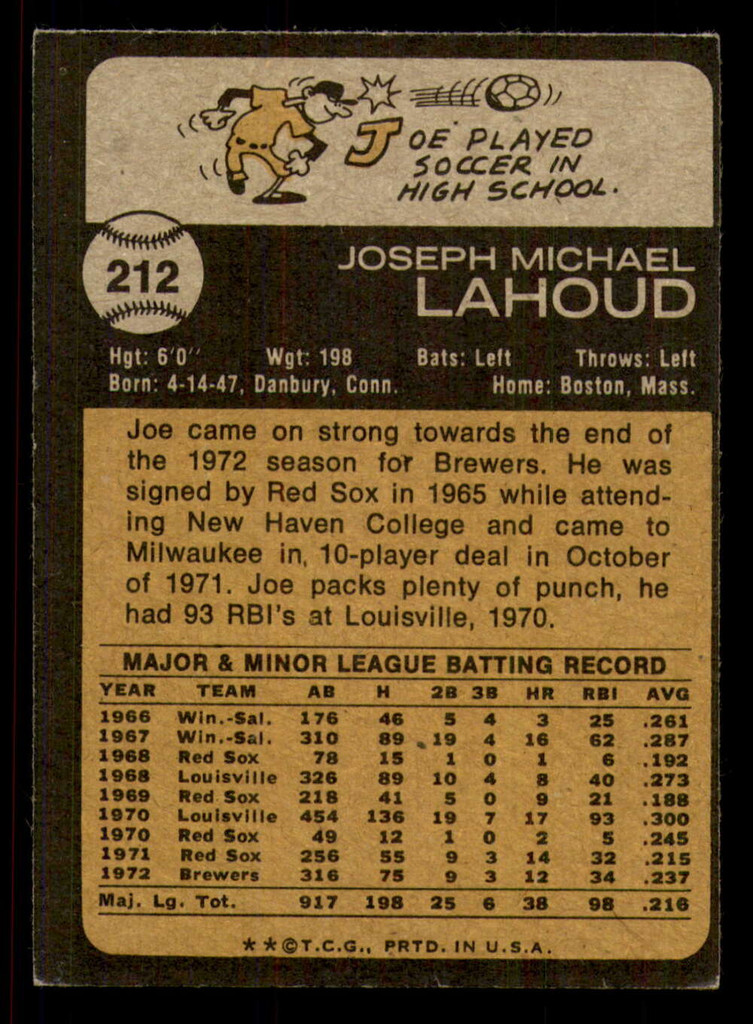 JOE PLAYED
SOCCER IN
HIGH SCHOOL.
212
JOSEPH MICHAEL
LAHOUD
Hgt: 6'0" Wgt: 198 Bats: Left Throws: Left
Born: 4-14-47, Danbury, Conn. Home: Boston, Mass.
Joe came on strong towards the end of
the 1972 season for Brewers. He was
signed by Red Sox in 1965 while attend-
ing New Haven College and came to
Milwaukee in 10-player deal in October
of 1971. Joe packs plenty of punch, he
had 93 RBI's at Louisville, 1970.
MAJOR & MINOR LEAGUE BATTING RECORD
YEAR TEAM AB H 2B 3B HR RBI AVG
1966 Win.-Sal. 176 46 5 4 3 25 .261
1967 Win.-Sal. 310 89 19 4 16 62 .287
1968 Red Sox 78 15 1 0 1 6 .192
1968 Louisville 326 89 10 4 8 40 .273
1969 Red Sox 218 41 5 0 9 21 .188
1970 Louisville 454 136 19 7 17 93 .300
1970 Red Sox 49 12 1 0 2 5 .245
1971 Red Sox 256 55 9 3 14 32 .215
1972 Brewers 316 75 9 3 12 34 .237
Maj. Lg. Tot. 917 198 25 6 38 98 .216
**©T.C.G., PRTD. IN U.S.A.